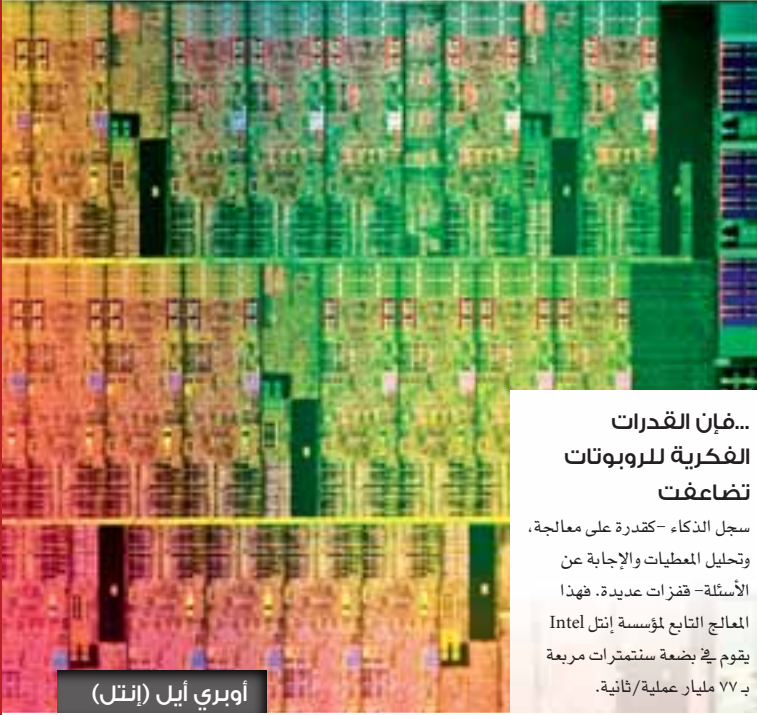 ...فإن القدرات
الفكرية للروبوتات
تضاعفت
سجل الذكاء -كقدرة على معالجة،
وتحليل المعطيات والإجابة عن
الأسئلة- قفزات عديدة. فهذا
المعالج التابع لمؤسسة إنتل Intel
يقوم في بضعة سنتمترات مربعة
بـ ٧٧ مليار عملية/ثانية.
أوبري أيل (إنتل)